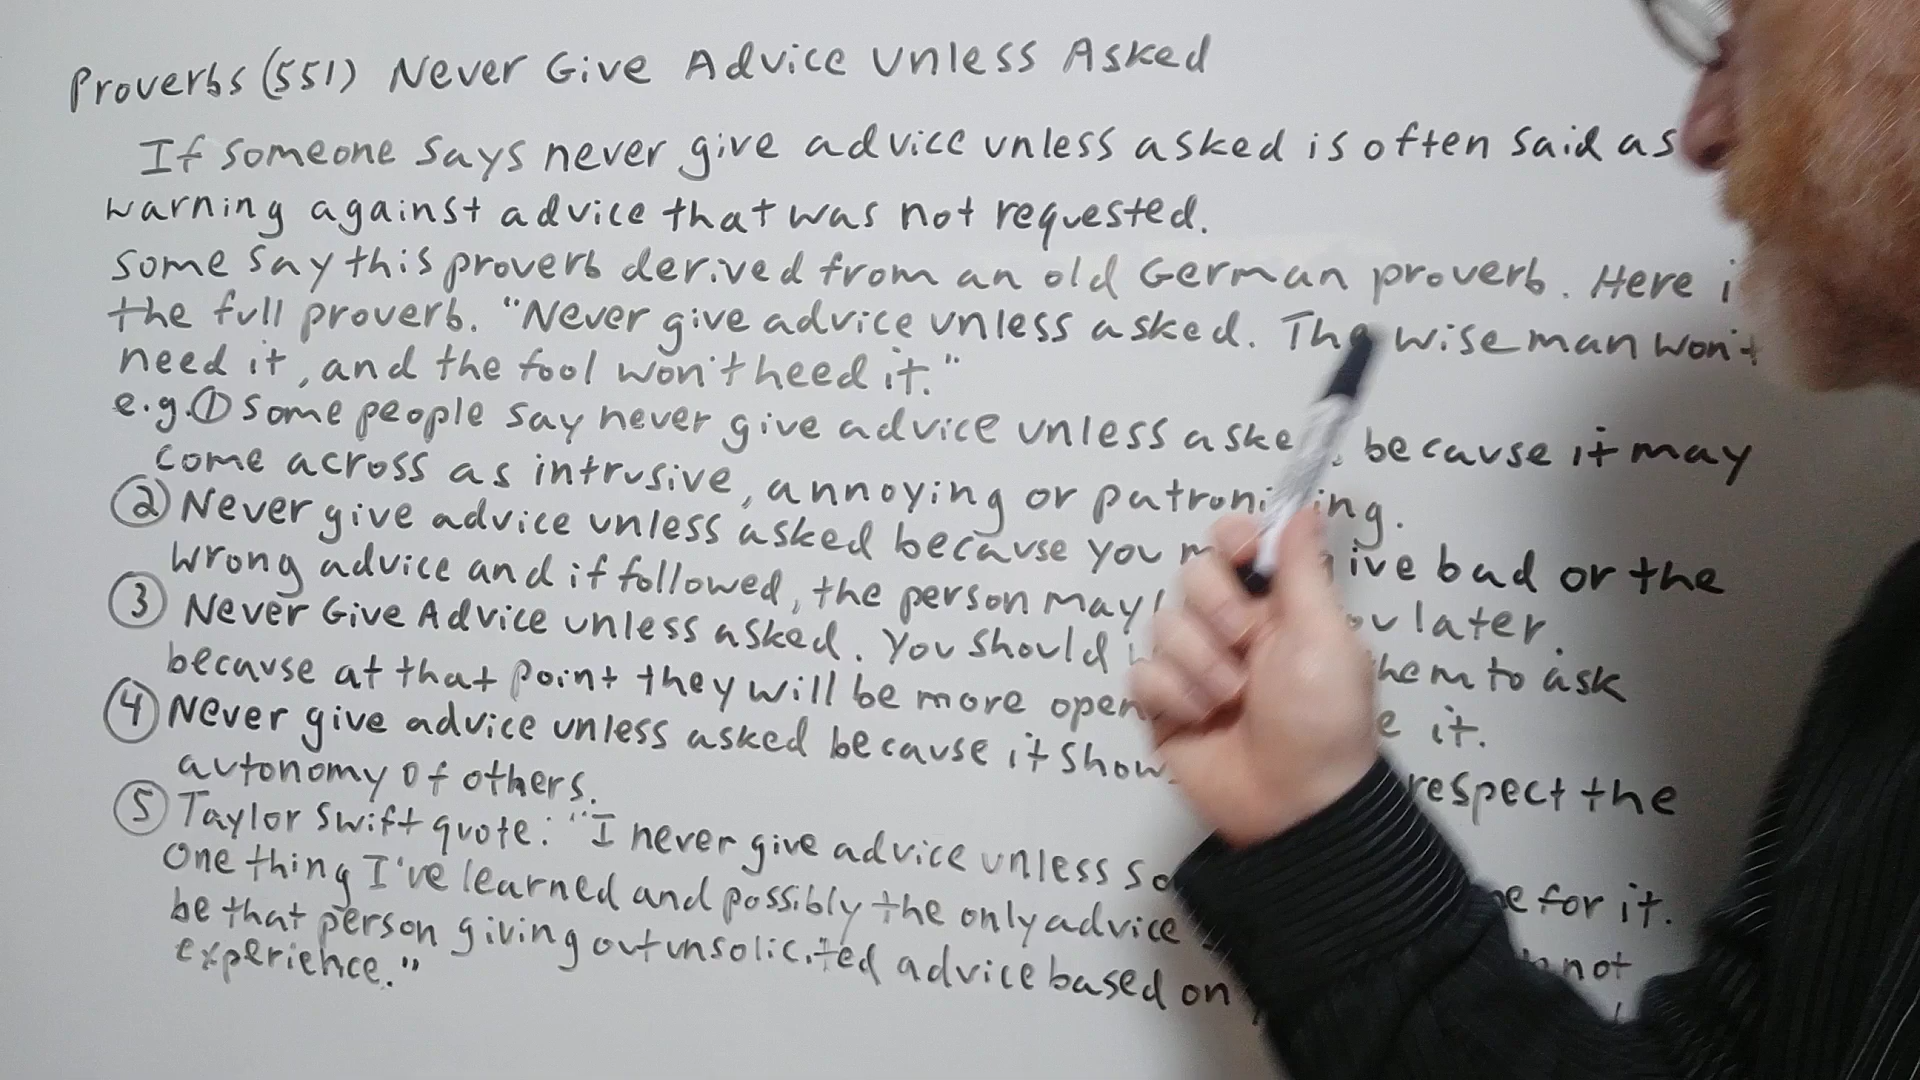 Proverbs (551) Never Give Advice Unless Asked
If someone says never give advice unless asked is often said as
warning against advice that was not requested.
Some say this proverb derived from an old German proverb. Here
the full proverb. "Never give advice unless asked. The wise man won't
need it, and the fool won't heed it."
e.g. ① Some people say never give advice unless asked because it may
come across as intrusive, annoying or patronizing.
② Never give advice unless asked because you give bad or the
wrong advice and if followed, the person may later.
③ Never Give Advice unless asked. You should them to ask
because at that point they will be more open it.
④ Never give advice unless asked because it shows respect the
autonomy of others.
⑤ Taylor Swift quote: "I never give advice unless for it.
One thing I've learned and possibly the only advice not
be that person giving out unsolicited advice based on
experience."